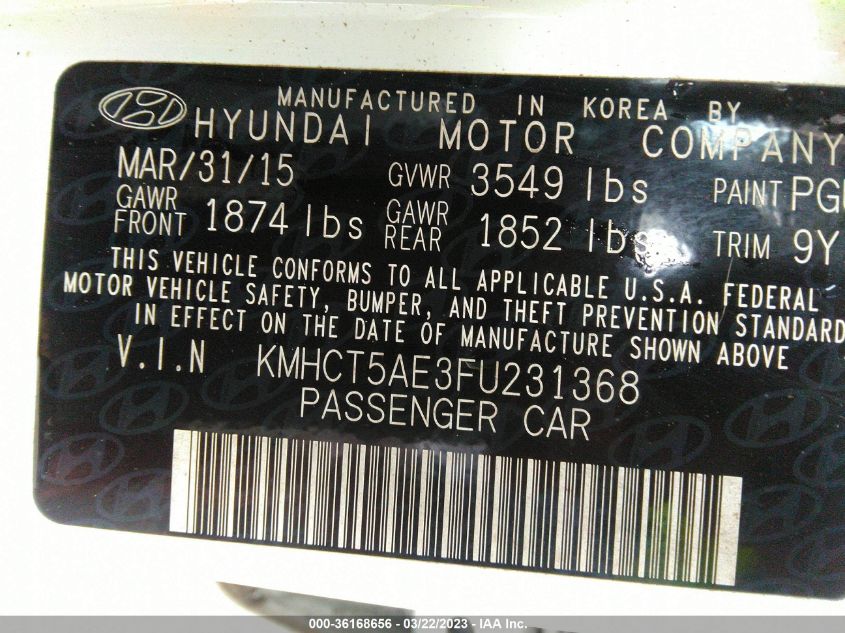 MANUFACTURED IN KOREA BY
HYUNDAI MOTOR COMPANY
MAR/31/15 GVWR 3549 lbs PAINT PGU
GAWR FRONT 1874 lbs GAWR REAR 1852 lbs TRIM 9Y
THIS VEHICLE CONFORMS TO ALL APPLICABLE U.S.A. FEDERAL
MOTOR VEHICLE SAFETY, BUMPER, AND THEFT PREVENTION STANDARD
IN EFFECT ON THE DATE OF MANUFACTURE SHOWN ABOVE
V.I.N KMHCT5AE3FU231368
PASSENGER CAR
000-36168656 - 03/22/2023 - IAA Inc.